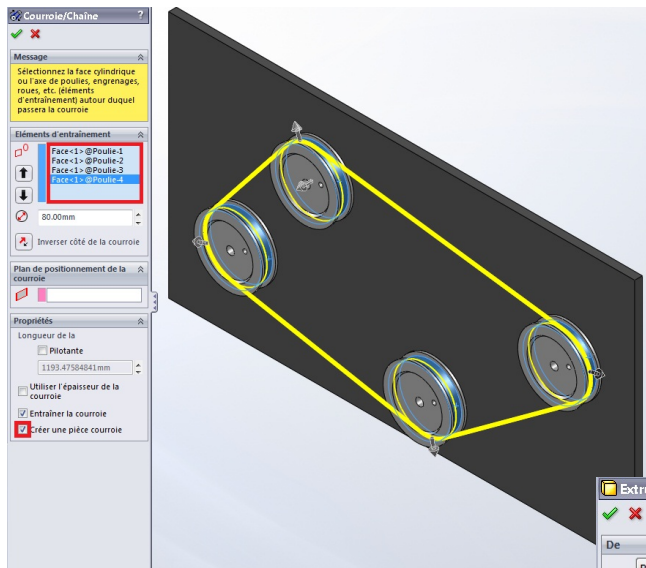 Courroie/Chaîne ?
Message
Sélectionnez la face cylindrique
ou l'axe de poulies, engrenages,
roues, etc. (éléments
d'entraînement) autour duquel
passera la courroie
Eléments d'entraînement
Face<1>@Poulie-1
Face<1>@Poulie-2
Face<1>@Poulie-3
Face<1>@Poulie-4
80.00mm
Inverser côté de la courroie
Plan de positionnement de la
courroie
Propriétés
Longueur de la
Pilotante
1193.47584841mm
Utiliser l'épaisseur de la
courroie
Entraîner la courroie
Créer une pièce courroie
Extru
De